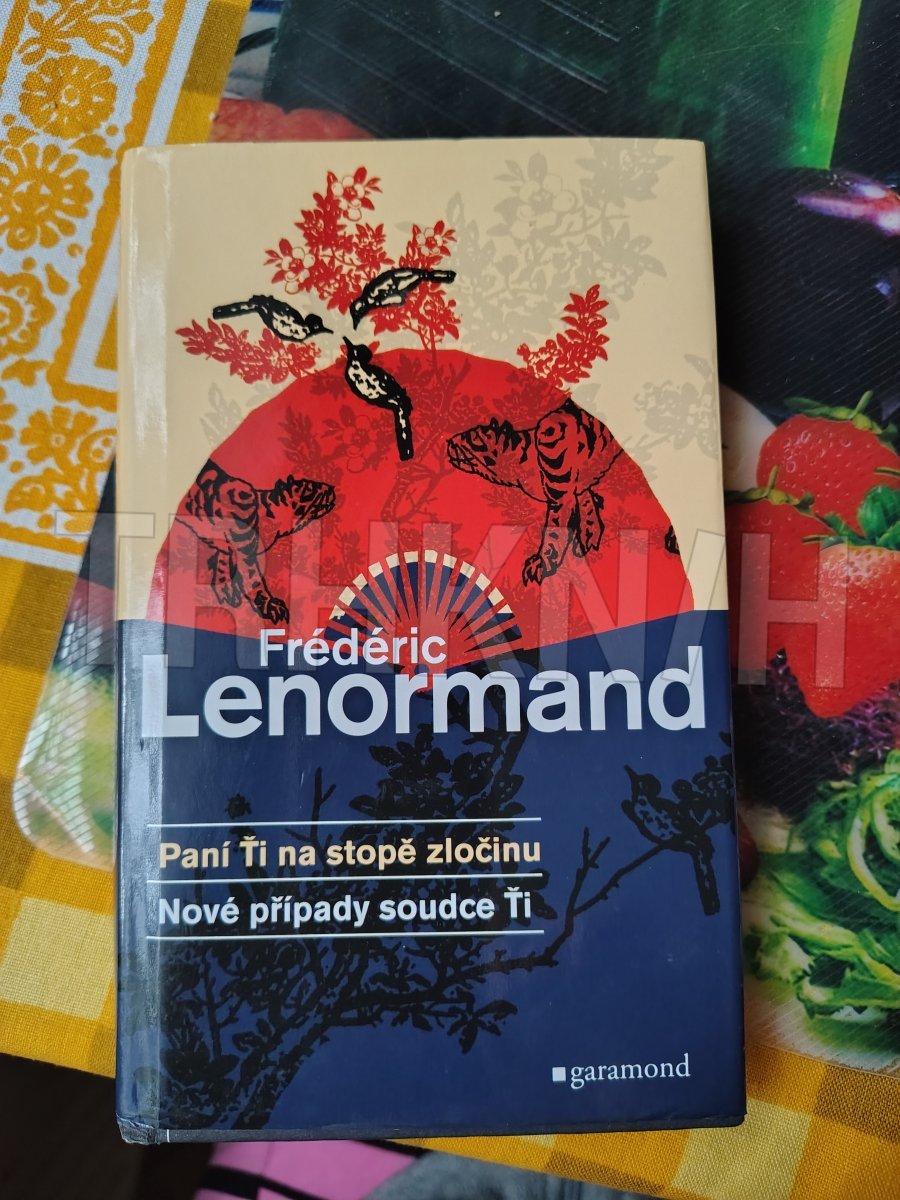 Frédéric
Lenormand
Paní Ťi na stopě zločinu
Nové případy soudce Ťi
garamond